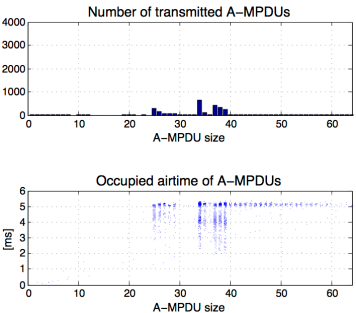 Number of transmitted A−MPDUs
4000
3000
2000
1000
0
0 10 20 30 40 50 60
A−MPDU size
Occupied airtime of A−MPDUs
6
5
4
3
2
1
0
[ms]
0 10 20 30 40 50 60
A−MPDU size